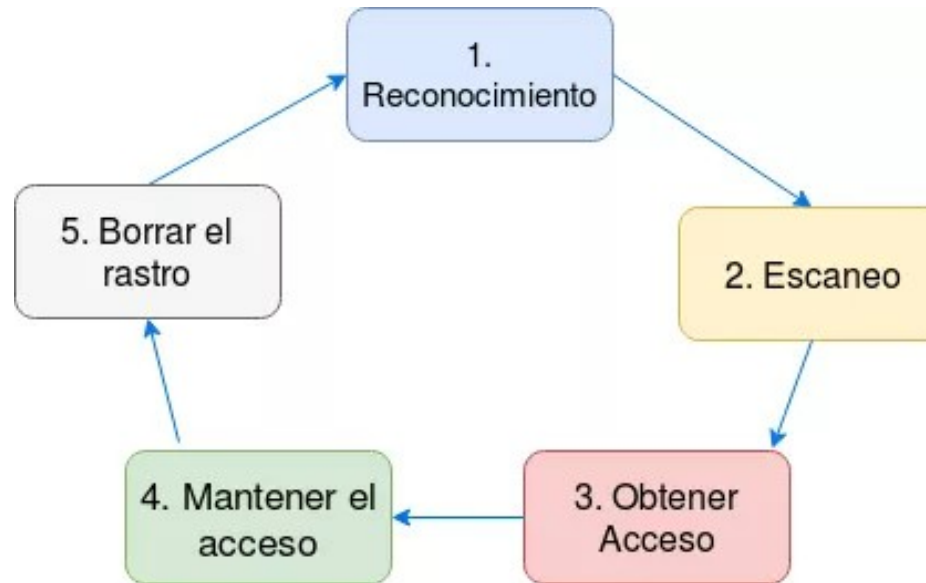 1.
Reconocimiento
2. Escaneo
3. Obtener
Acceso
4. Mantener el
acceso
5. Borrar el
rastro